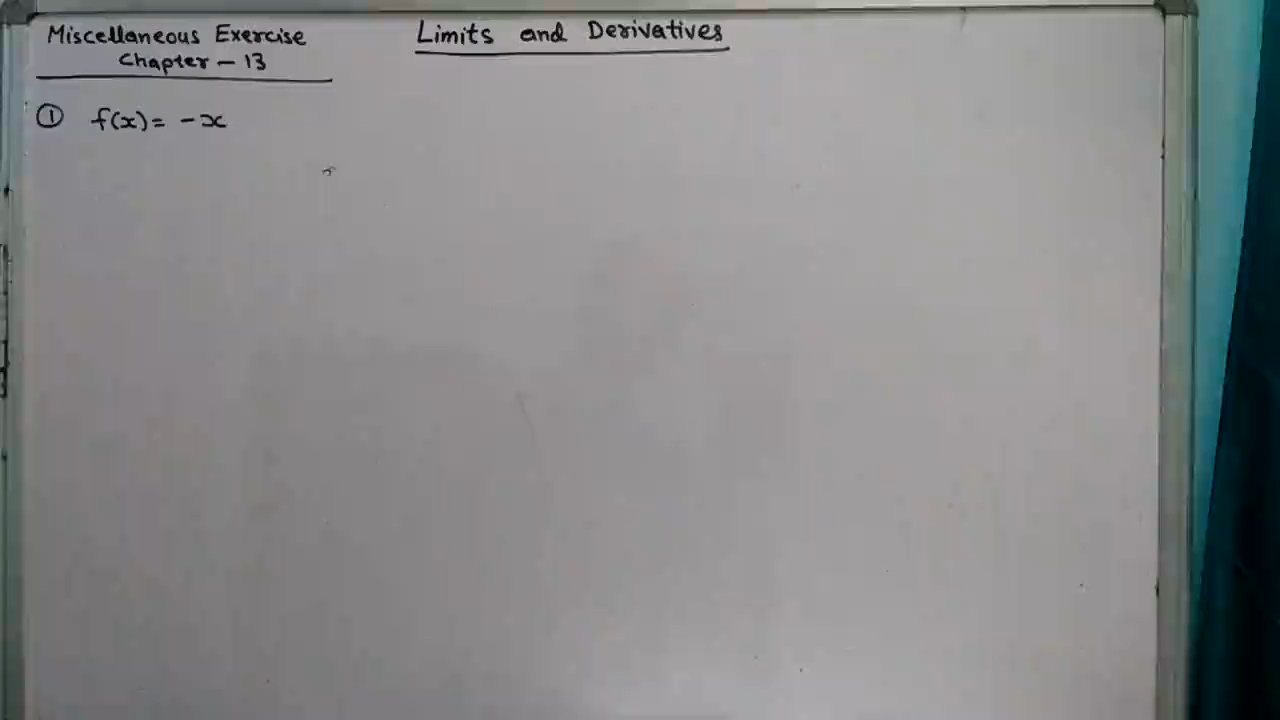 Miscellaneous Exercise
Chapter - 13
Limits and Derivatives
① f(x) = -x